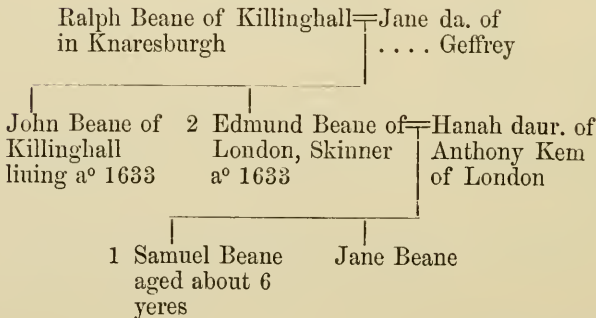 Ralph Beane of Killinghall=Jane da. of
in Knaresburgh .... Geffrey
John Beane of
Killinghall
liuing aº 1633
2 Edmund Beane of=Hanah daur. of
London, Skinner Anthony Kem
aº 1633 of London
1 Samuel Beane
aged about 6
yeres
Jane Beane